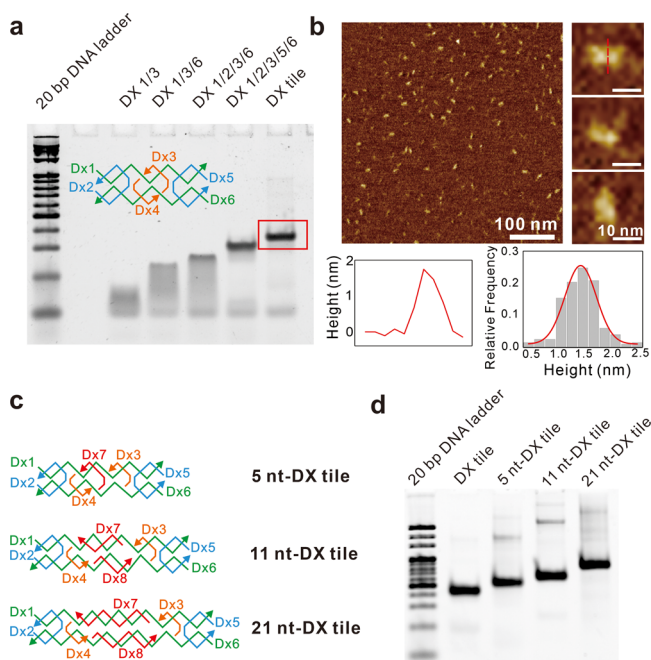 a
20 bp DNA ladder
DX 1/3
DX 1/3/6
DX 1/2/3/6
DX 1/2/3/5/6
DX tile
Dx1
Dx3
Dx2
Dx5
Dx4
Dx6
b
100 nm
10 nm
Height (nm)
2
1
0
Relative Frequency
0.3
0.2
0.1
0.0
0.5 1.0 1.5 2.0 2.5
Height (nm)
c
Dx1 Dx7 Dx3
Dx2 Dx5
Dx4 Dx6
5 nt-DX tile
Dx1 Dx7 Dx3
Dx2 Dx5
Dx4 Dx8 Dx6
11 nt-DX tile
Dx1 Dx7 Dx3
Dx2 Dx5
Dx4 Dx8 Dx6
21 nt-DX tile
d
20 bp DNA ladder
DX tile
5 nt-DX tile
11 nt-DX tile
21 nt-DX tile